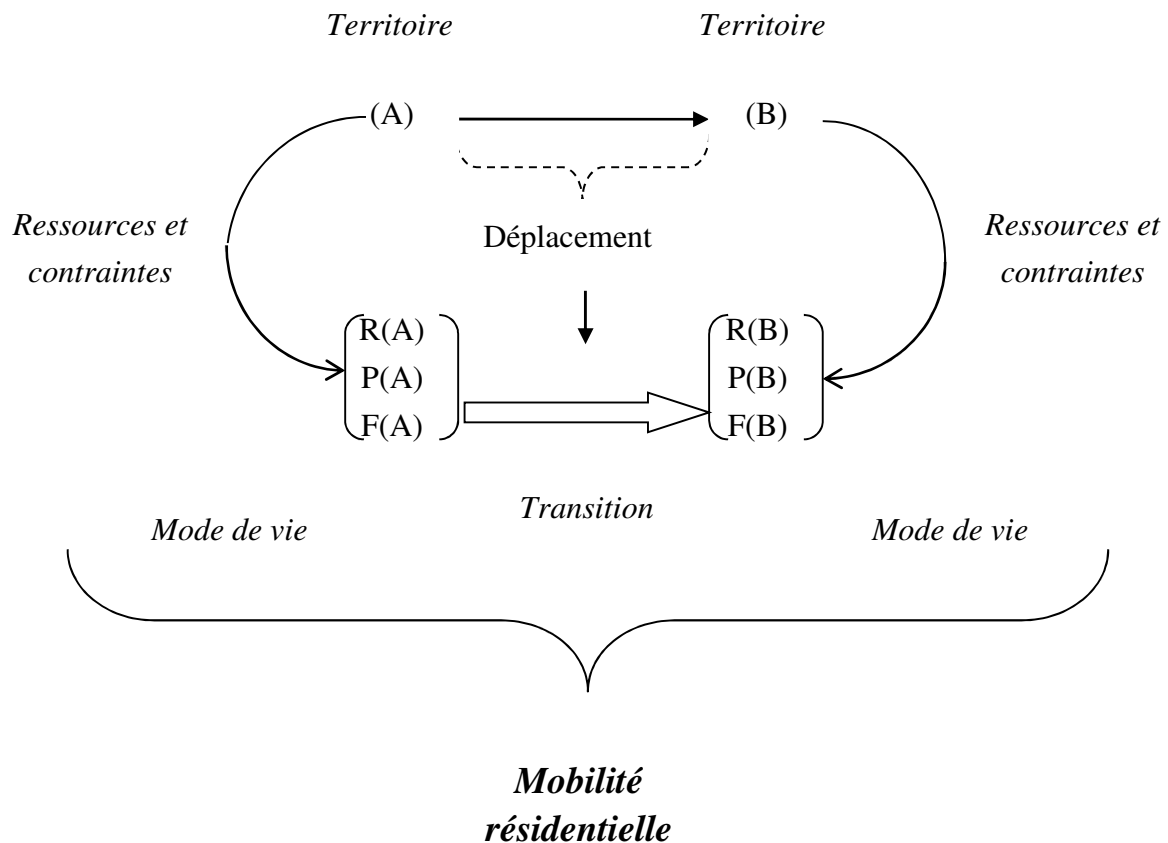 Territoire Territoire
(A) (B)
Ressources et
contraintes
Déplacement
Ressources et
contraintes
R(A)
P(A)
F(A)
R(B)
P(B)
F(B)
Mode de vie
Transition
Mode de vie
Mobilité
résidentielle